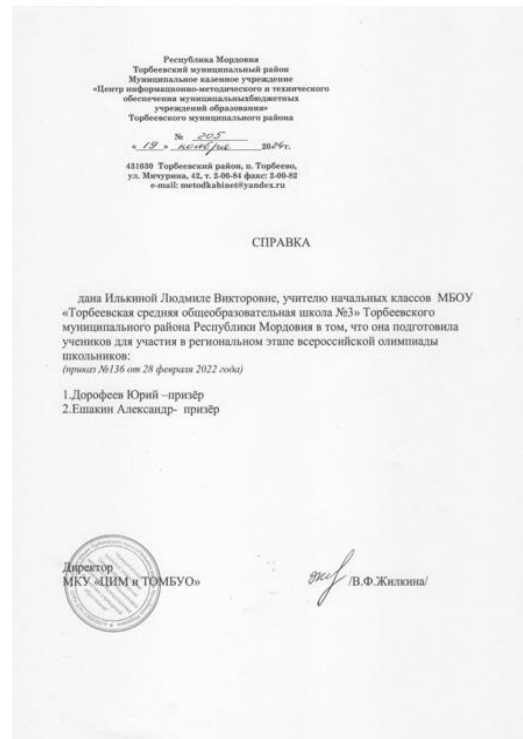 Республика Мордовия
Торбеевский муниципальный район
Муниципальное казенное учреждение
«Центр информационно-методического и технического
обеспечения муниципальныхбюджетных
учреждений образования»
Торбеевского муниципального района
№ 205
« 19 » ноября 2024г.
431030 Торбеевский район, п. Торбеево,
ул. Мичурина, 42, т. 2-00-84 факс: 2-00-82
e-mail: metodkabinet@yandex.ru
СПРАВКА
дана Илькиной Людмиле Викторовне, учителю начальных классов МБОУ
«Торбеевская средняя общеобразовательная школа №3» Торбеевского
муниципального района Республики Мордовия в том, что она подготовила
учеников для участия в региональном этапе всероссийской олимпиады
школьников:
(приказ №136 от 28 февраля 2022 года)
1.Дорофеев Юрий –призёр
2.Ешакин Александр- призёр
Директор
МКУ «ЦИМ и ТОМБУО» /В.Ф.Жилкина/